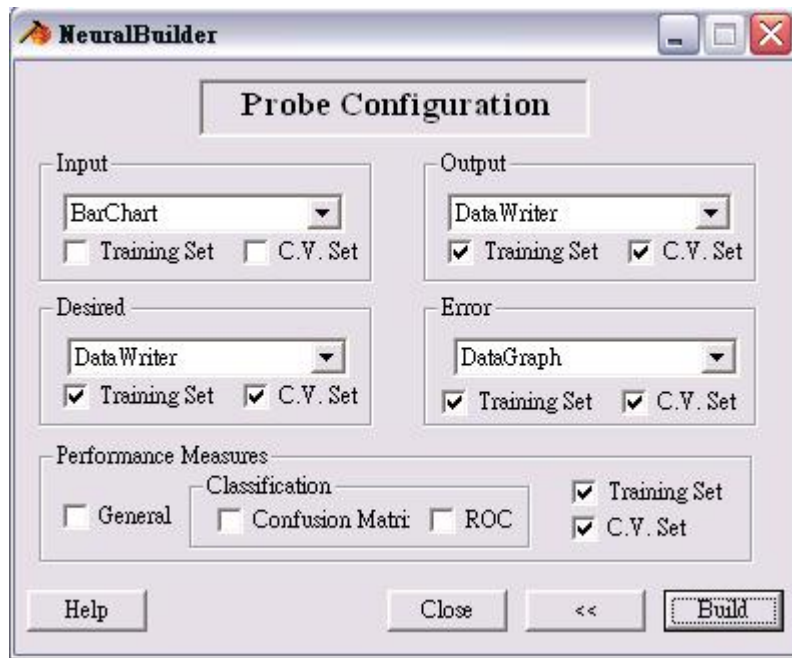 NeuralBuilder
Probe Configuration
Input
BarChart
Training Set C.V. Set
Output
DataWriter
Training Set C.V. Set
Desired
DataWriter
Training Set C.V. Set
Error
DataGraph
Training Set C.V. Set
Performance Measures
General
Classification
Confusion Matri
ROC
Training Set
C.V. Set
Help
Close
<<
Build